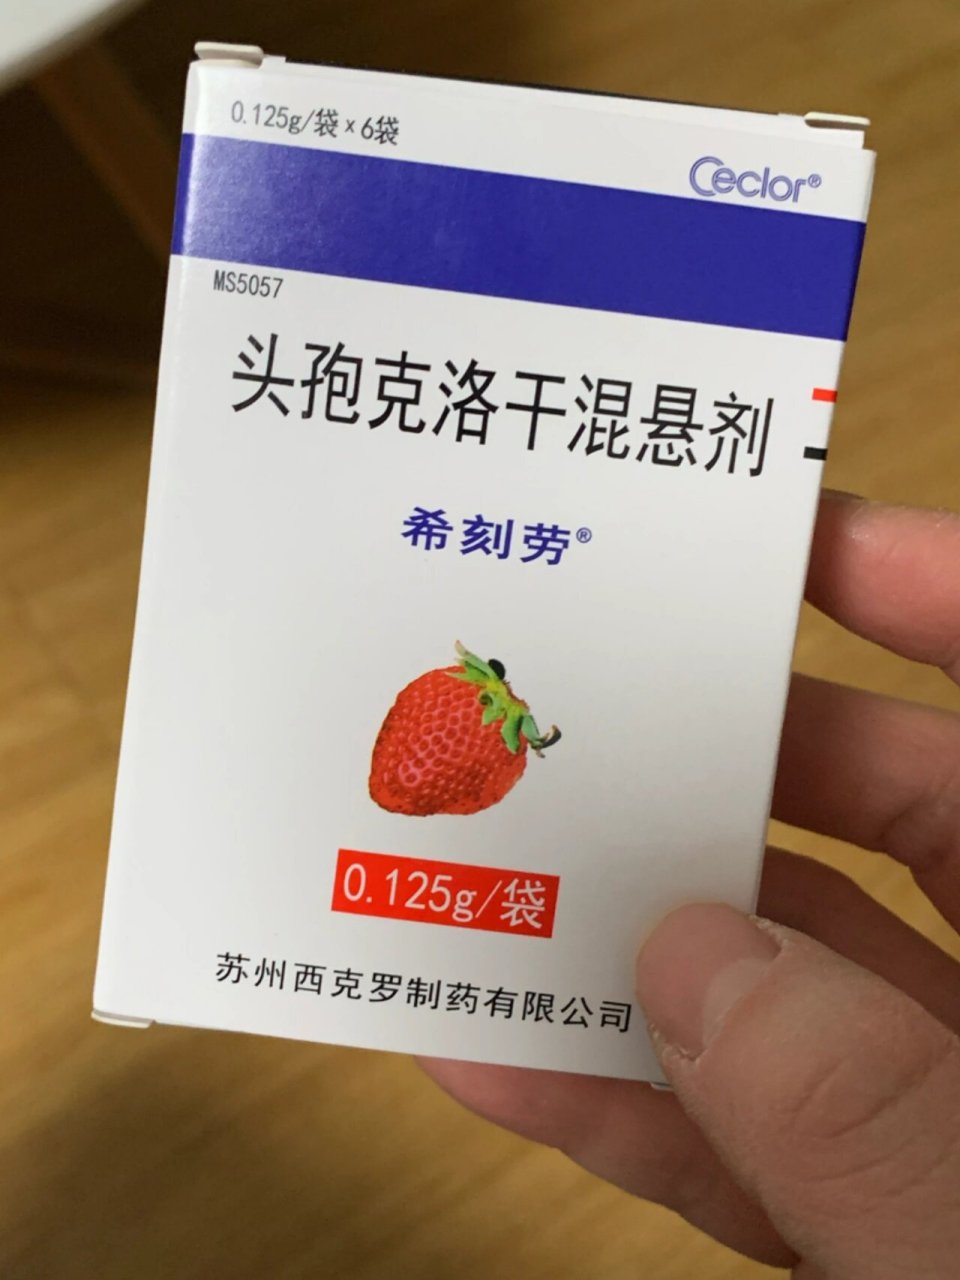 0.125g/袋×6袋
Ceclor®
MS5057
头孢克洛干混悬剂
希刻劳®
0.125g/袋
苏州西克罗制药有限公司